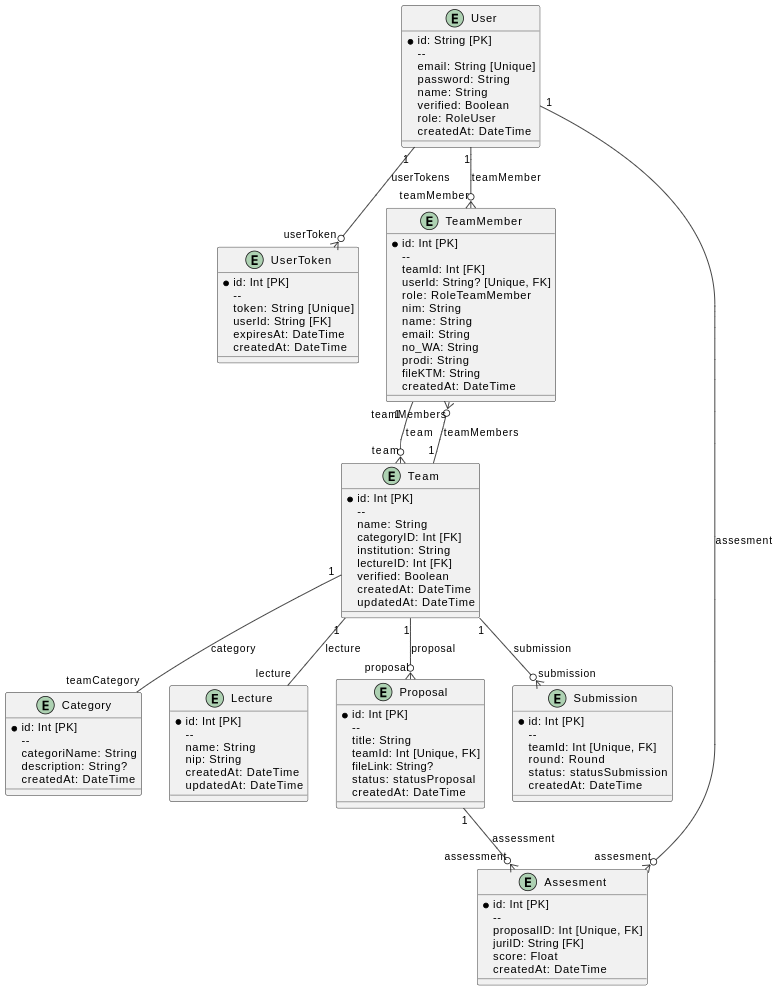 E User
id: String [PK]
--
email: String [Unique]
password: String
name: String
verified: Boolean
role: RoleUser
createdAt: DateTime
1
1
1
userTokens
teamMember
teamMember
userToken
E UserToken
id: Int [PK]
--
token: String [Unique]
userId: String [FK]
expiresAt: DateTime
createdAt: DateTime
E TeamMember
id: Int [PK]
--
teamId: Int [FK]
userId: String? [Unique, FK]
role: RoleTeamMember
nim: String
name: String
email: String
no_WA: String
prodi: String
fileKTM: String
createdAt: DateTime
1
teamMembers
team
teamMembers
team
1
E Team
id: Int [PK]
--
name: String
categoryID: Int [FK]
institution: String
lectureID: Int [FK]
verified: Boolean
createdAt: DateTime
updatedAt: DateTime
assesment
1
1
1
1
category
lecture
proposal
submission
teamCategory
lecture
proposal
submission
E Category
id: Int [PK]
--
categoriName: String
description: String?
createdAt: DateTime
E Lecture
id: Int [PK]
--
name: String
nip: String
createdAt: DateTime
updatedAt: DateTime
E Proposal
id: Int [PK]
--
title: String
teamId: Int [Unique, FK]
fileLink: String?
status: statusProposal
createdAt: DateTime
E Submission
id: Int [PK]
--
teamId: Int [Unique, FK]
round: Round
status: statusSubmission
createdAt: DateTime
1
assessment
assessment
assesment
E Assesment
id: Int [PK]
--
proposalID: Int [Unique, FK]
juriID: String [FK]
score: Float
createdAt: DateTime